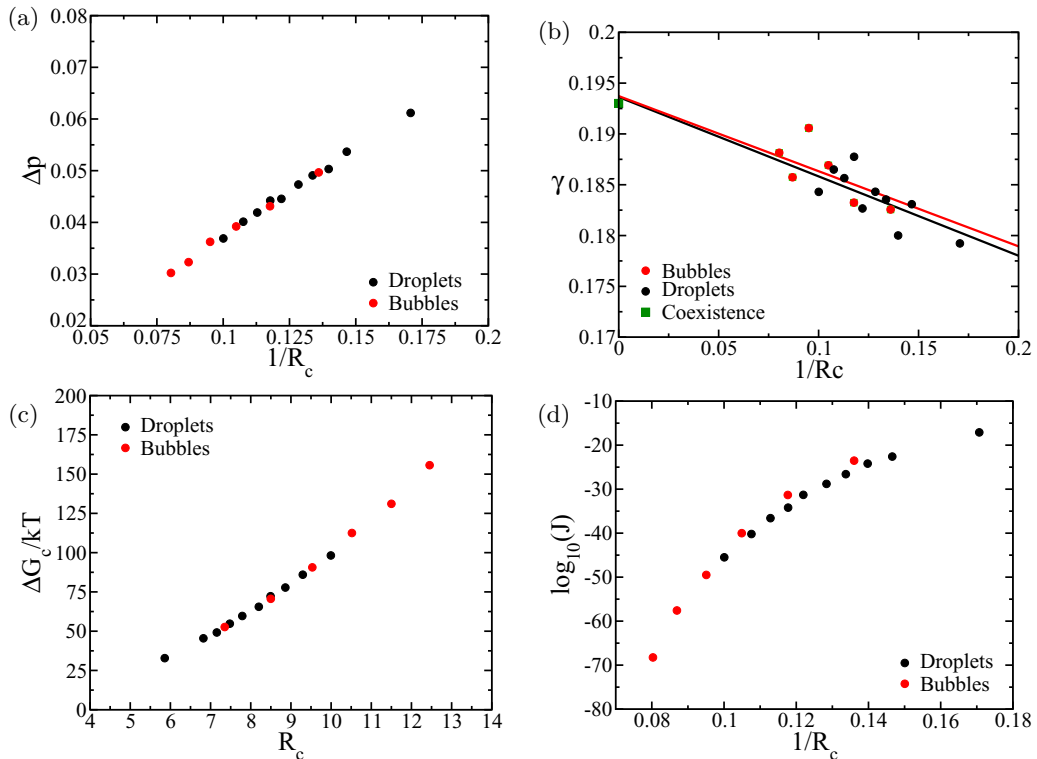 (a)
0.08
0.07
0.06
0.05
0.04
0.03
0.02
Δp
0.05 0.075 0.1 0.125 0.15 0.175 0.2
1/R_c
Droplets
Bubbles
(b)
0.2
0.195
0.19
0.185
0.18
0.175
0.17
γ
0 0.05 0.1 0.15 0.2
1/Rc
Bubbles
Droplets
Coexistence
(c)
200
175
150
125
100
75
50
25
0
ΔG_c/kT
4 5 6 7 8 9 10 11 12 13 14
R_c
Droplets
Bubbles
(d)
-10
-20
-30
-40
-50
-60
-70
-80
log_10(J)
0.08 0.1 0.12 0.14 0.16 0.18
1/R_c
Droplets
Bubbles